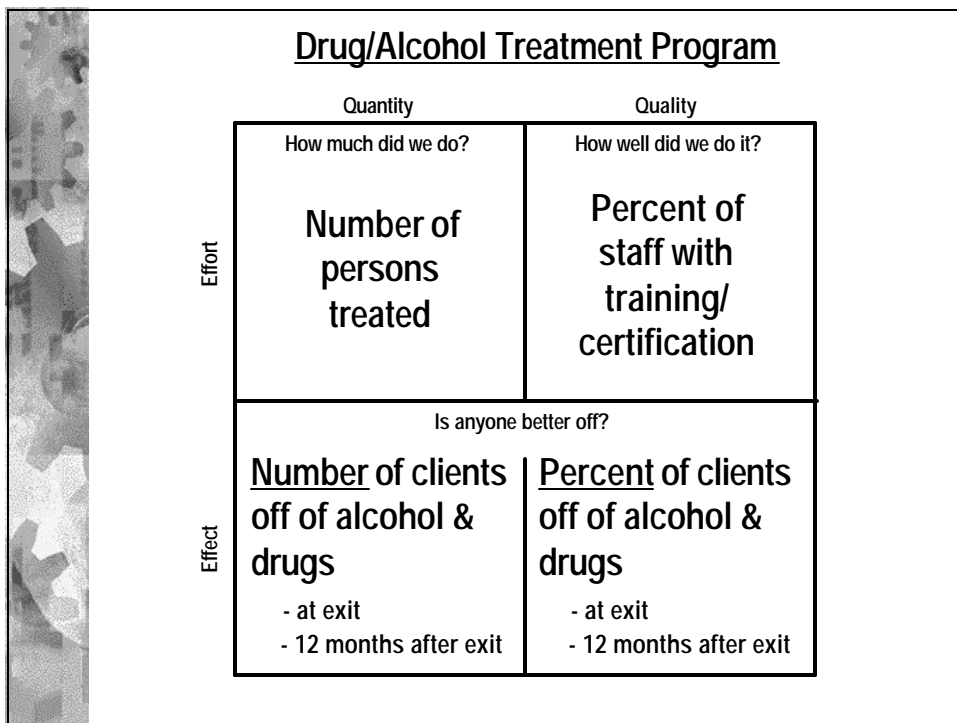 Drug/Alcohol Treatment Program
Quantity
Quality
How much did we do?
How well did we do it?
Effort
Number of
persons
treated
Percent of
staff with
training/
certification
Is anyone better off?
Effect
Number of clients
off of alcohol &
drugs
- at exit
- 12 months after exit
Percent of clients
off of alcohol &
drugs
- at exit
- 12 months after exit